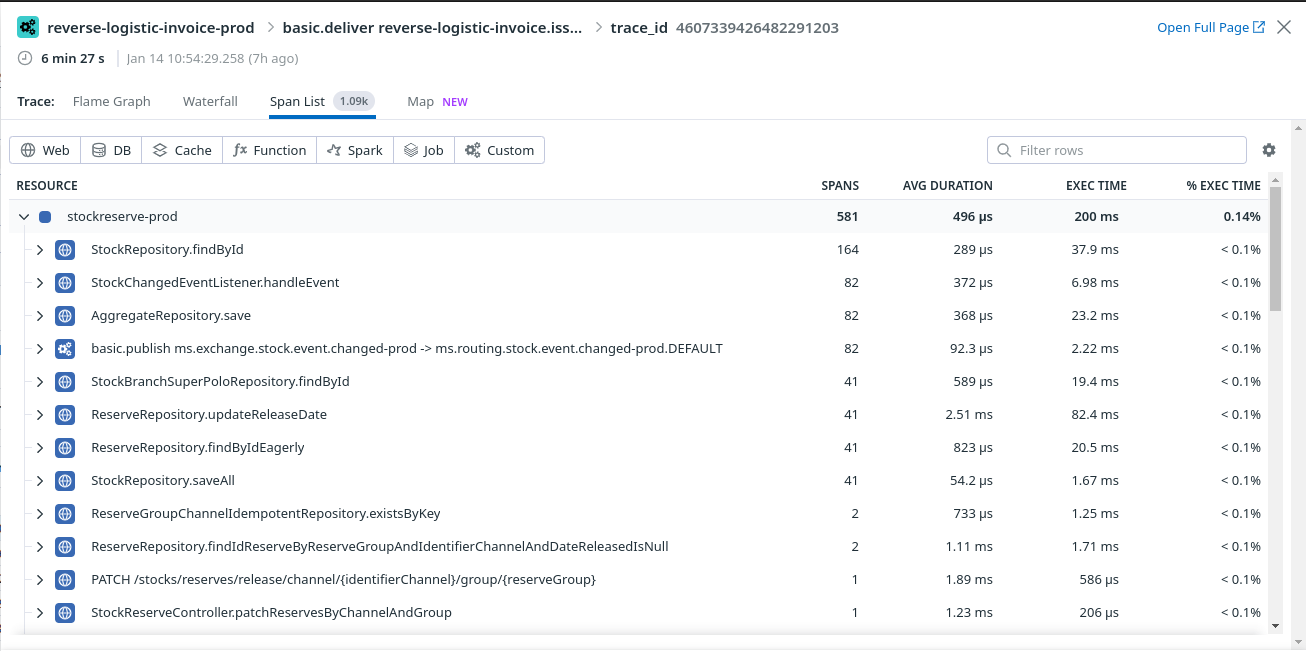 reverse-logistic-invoice-prod > basic.deliver reverse-logistic-invoice.iss... > trace_id 4607339426482291203 Open Full Page
6 min 27 s Jan 14 10:54:29.258 (7h ago)
Trace: Flame Graph Waterfall Span List 1.09k Map NEW
Web DB Cache Function Spark Job Custom Filter rows
RESOURCE SPANS AVG DURATION EXEC TIME % EXEC TIME
stockreserve-prod 581 496 µs 200 ms 0.14%
StockRepository.findById 164 289 µs 37.9 ms < 0.1%
StockChangedEventListener.handleEvent 82 372 µs 6.98 ms < 0.1%
AggregateRepository.save 82 368 µs 23.2 ms < 0.1%
basic.publish ms.exchange.stock.event.changed-prod -> ms.routing.stock.event.changed-prod.DEFAULT 82 92.3 µs 2.22 ms < 0.1%
StockBranchSuperPoloRepository.findById 41 589 µs 19.4 ms < 0.1%
ReserveRepository.updateReleaseDate 41 2.51 ms 82.4 ms < 0.1%
ReserveRepository.findByIdEagerly 41 823 µs 20.5 ms < 0.1%
StockRepository.saveAll 41 54.2 µs 1.67 ms < 0.1%
ReserveGroupChannelIdempotentRepository.existsByKey 2 733 µs 1.25 ms < 0.1%
ReserveRepository.findIdReserveByReserveGroupAndIdentifierChannelAndDateReleasedIsNull 2 1.11 ms 1.71 ms < 0.1%
PATCH /stocks/reserves/release/channel/{identifierChannel}/group/{reserveGroup} 1 1.89 ms 586 µs < 0.1%
StockReserveController.patchReservesByChannelAndGroup 1 1.23 ms 206 µs < 0.1%